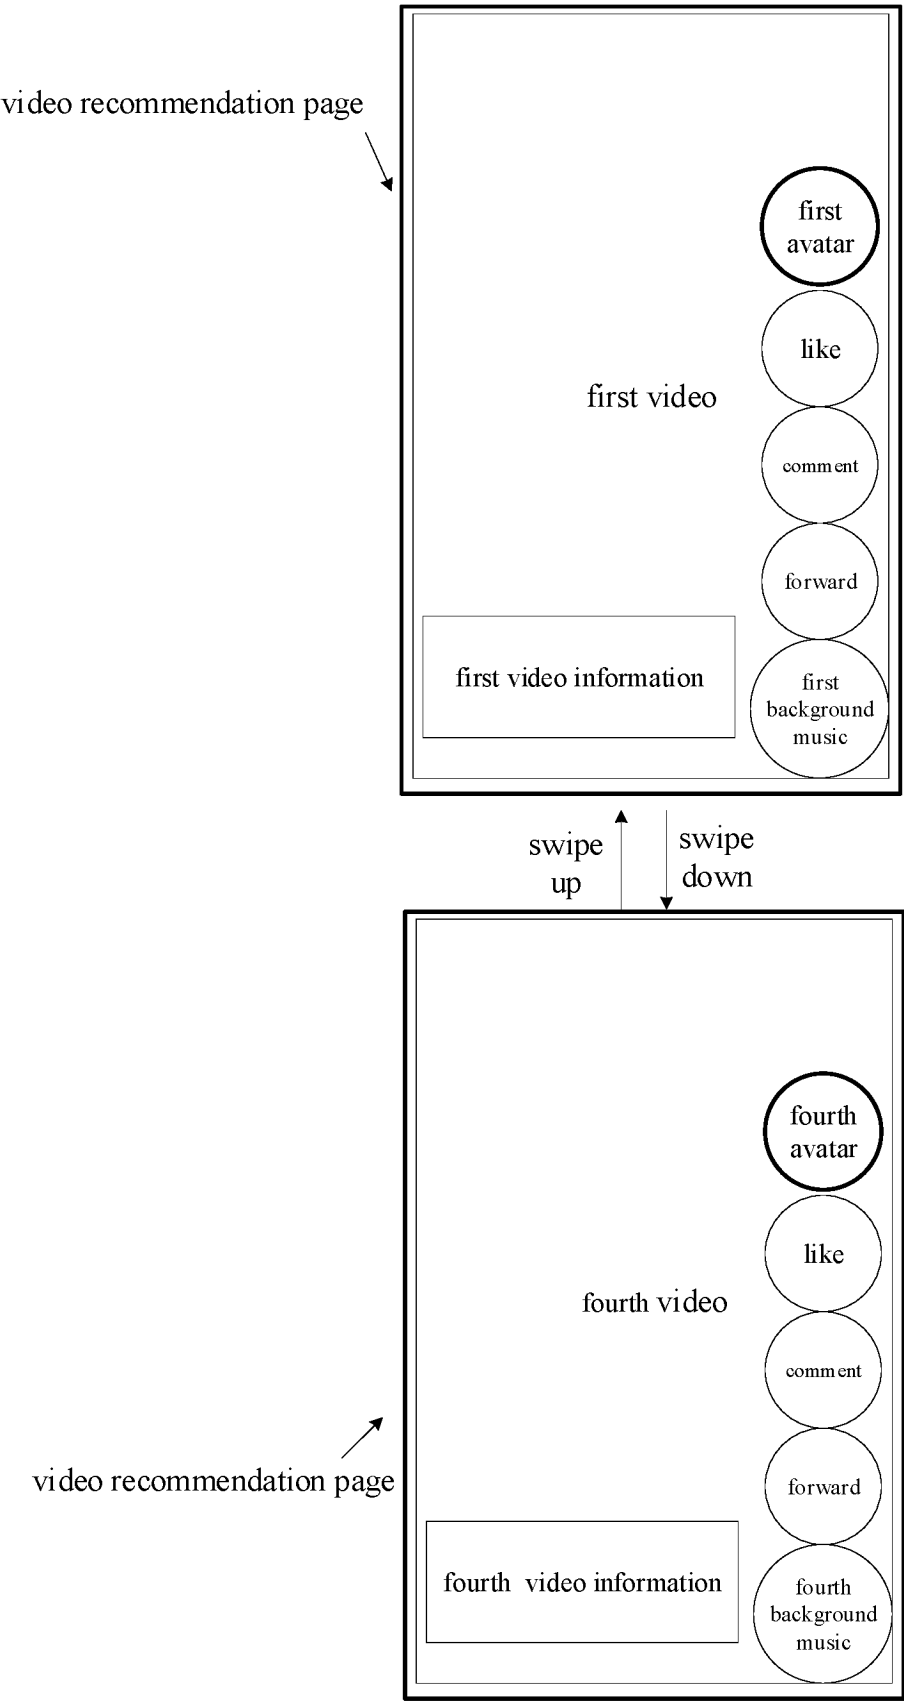 video recommendation page
first
avatar
like
first video
comment
forward
first video information
first
background
music
swipe
up
swipe
down
fourth
avatar
like
fourth video
comment
video recommendation page
forward
fourth video information
fourth
background
music